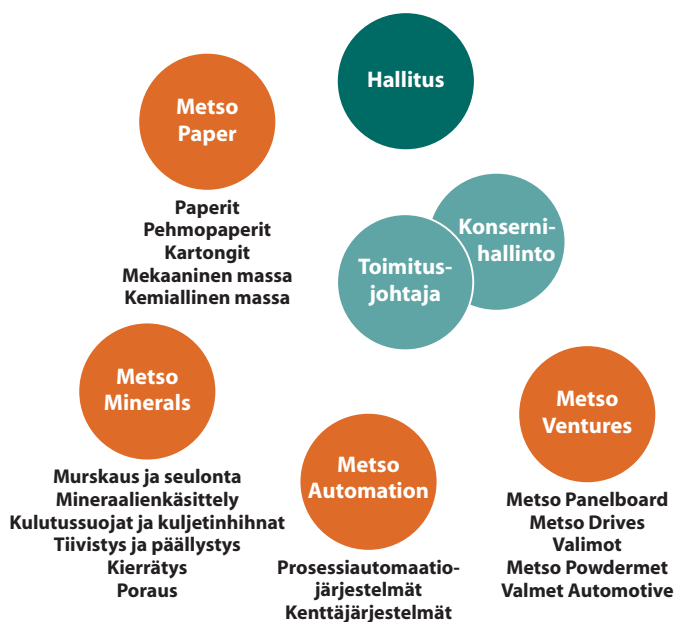 Hallitus
Metso
Paper
Paperit
Pehmopaperit
Kartongit
Mekaaninen massa
Kemiallinen massa
Konserni-
hallinto
Toimitus-
johtaja
Metso
Minerals
Murskaus ja seulonta
Mineraalienkäsittely
Kulutussuojat ja kuljetinhihnat
Tiivistys ja päällystys
Kierrätys
Poraus
Metso
Automation
Prosessiautomaatio-
järjestelmät
Kenttäjärjestelmät
Metso
Ventures
Metso Panelboard
Metso Drives
Valimot
Metso Powdermet
Valmet Automotive